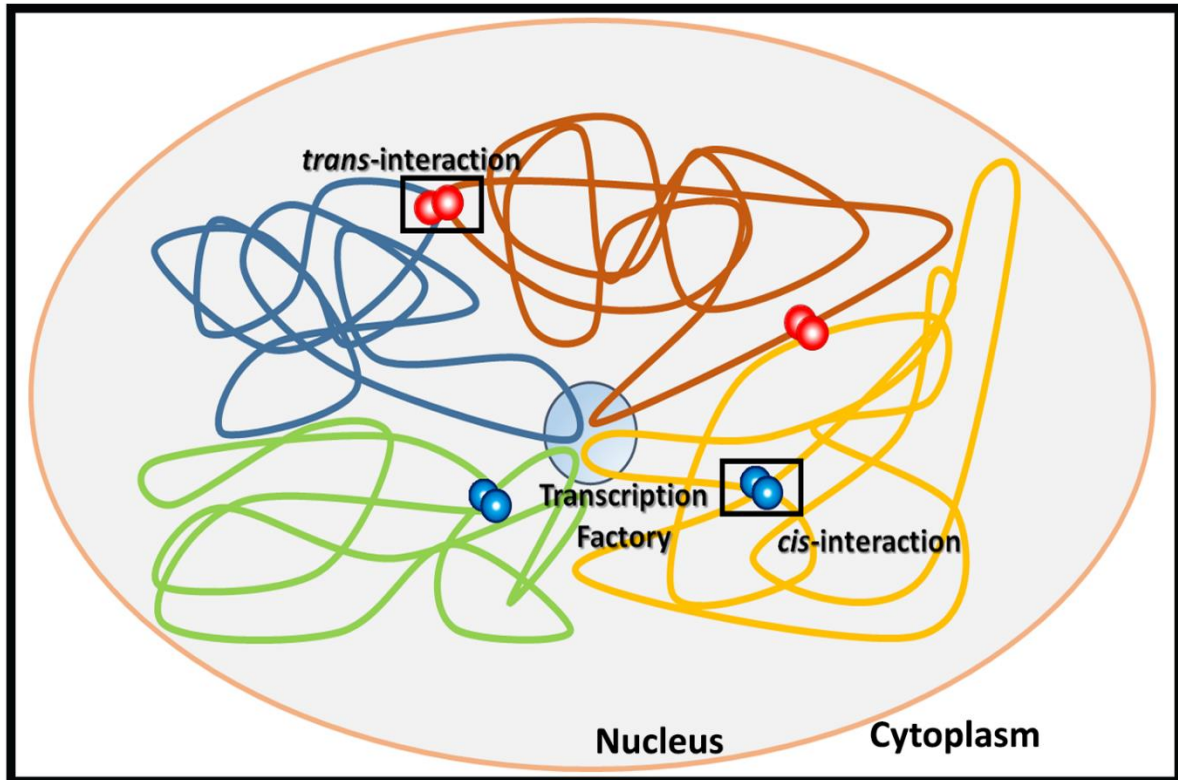 trans-interaction
Transcription
Factory
cis-interaction
Nucleus
Cytoplasm